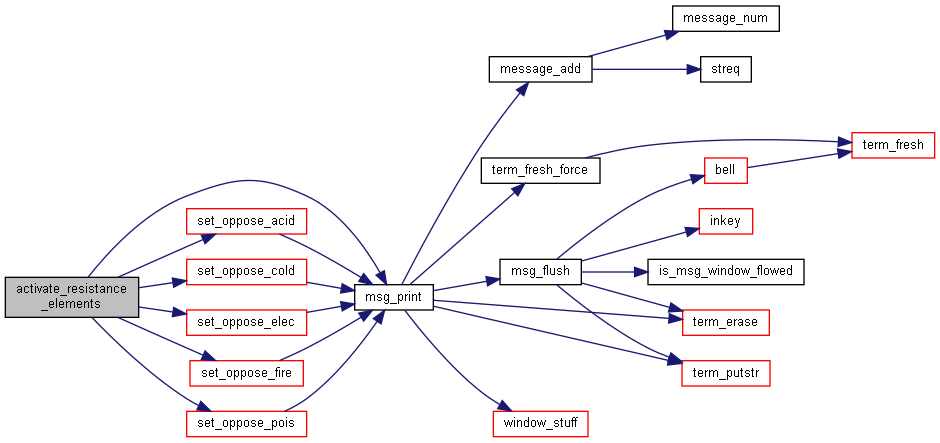 message_num
message_add
streq
term_fresh
term_fresh_force
bell
set_oppose_acid
inkey
set_oppose_cold
msg_flush
is_msg_window_flowed
activate_resistance
_elements
msg_print
set_oppose_elec
term_erase
set_oppose_fire
term_putstr
set_oppose_pois
window_stuff